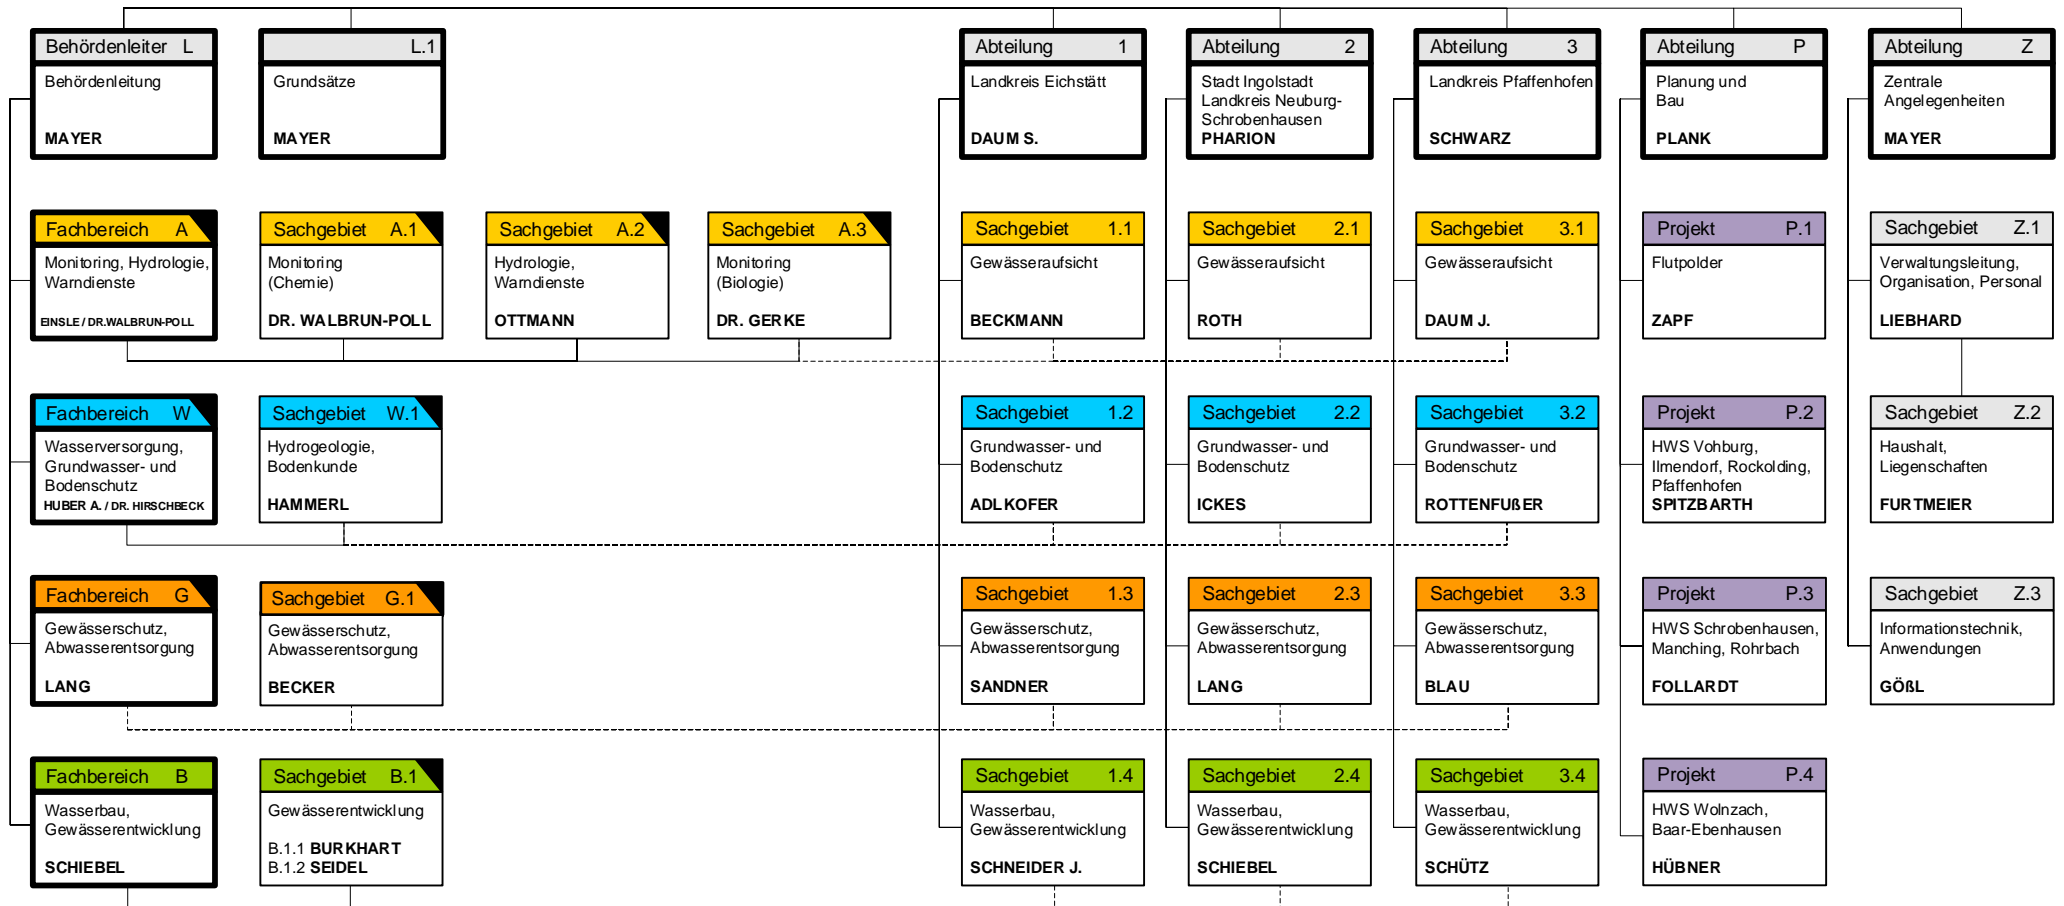 Behördenleiter L
Behördenleitung
MAYER
L.1
Grundsätze
MAYER
Abteilung 1
Landkreis Eichstätt
DAUM S.
Abteilung 2
Stadt Ingolstadt
Landkreis Neuburg-
Schrobenhausen
PHARION
Abteilung 3
Landkreis Pfaffenhofen
SCHWARZ
Abteilung P
Planung und
Bau
PLANK
Abteilung Z
Zentrale
Angelegenheiten
MAYER
Fachbereich A
Monitoring, Hydrologie,
Warndienste
EINSLE / DR.WALBRUN-POLL
Sachgebiet A.1
Monitoring
(Chemie)
DR. WALBRUN-POLL
Sachgebiet A.2
Hydrologie,
Warndienste
OTTMANN
Sachgebiet A.3
Monitoring
(Biologie)
DR. GERKE
Sachgebiet 1.1
Gewässeraufsicht
BECKMANN
Sachgebiet 2.1
Gewässeraufsicht
ROTH
Sachgebiet 3.1
Gewässeraufsicht
DAUM J.
Projekt P.1
Flutpolder
ZAPF
Sachgebiet Z.1
Verwaltungsleitung,
Organisation, Personal
LIEBHARD
Fachbereich W
Wasserversorgung,
Grundwasser- und
Bodenschutz
HUBER A. / DR. HIRSCHBECK
Sachgebiet W.1
Hydrogeologie,
Bodenkunde
HAMMERL
Sachgebiet 1.2
Grundwasser- und
Bodenschutz
ADLKOFER
Sachgebiet 2.2
Grundwasser- und
Bodenschutz
ICKES
Sachgebiet 3.2
Grundwasser- und
Bodenschutz
ROTTENFUßER
Projekt P.2
HWS Vohburg,
Ilmendorf, Rockolding,
Pfaffenhofen
SPITZBARTH
Sachgebiet Z.2
Haushalt,
Liegenschaften
FURTMEIER
Fachbereich G
Gewässerschutz,
Abwasserentsorgung
LANG
Sachgebiet G.1
Gewässerschutz,
Abwasserentsorgung
BECKER
Sachgebiet 1.3
Gewässerschutz,
Abwasserentsorgung
SANDNER
Sachgebiet 2.3
Gewässerschutz,
Abwasserentsorgung
LANG
Sachgebiet 3.3
Gewässerschutz,
Abwasserentsorgung
BLAU
Projekt P.3
HWS Schrobenhausen,
Manching, Rohrbach
FOLLARDT
Sachgebiet Z.3
Informationstechnik,
Anwendungen
GÖßL
Fachbereich B
Wasserbau,
Gewässerentwicklung
SCHIEBEL
Sachgebiet B.1
Gewässerentwicklung
B.1.1 BURKHART
B.1.2 SEIDEL
Sachgebiet 1.4
Wasserbau,
Gewässerentwicklung
SCHNEIDER J.
Sachgebiet 2.4
Wasserbau,
Gewässerentwicklung
SCHIEBEL
Sachgebiet 3.4
Wasserbau,
Gewässerentwicklung
SCHÜTZ
Projekt P.4
HWS Wolnzach,
Baar-Ebenhausen
HÜBNER